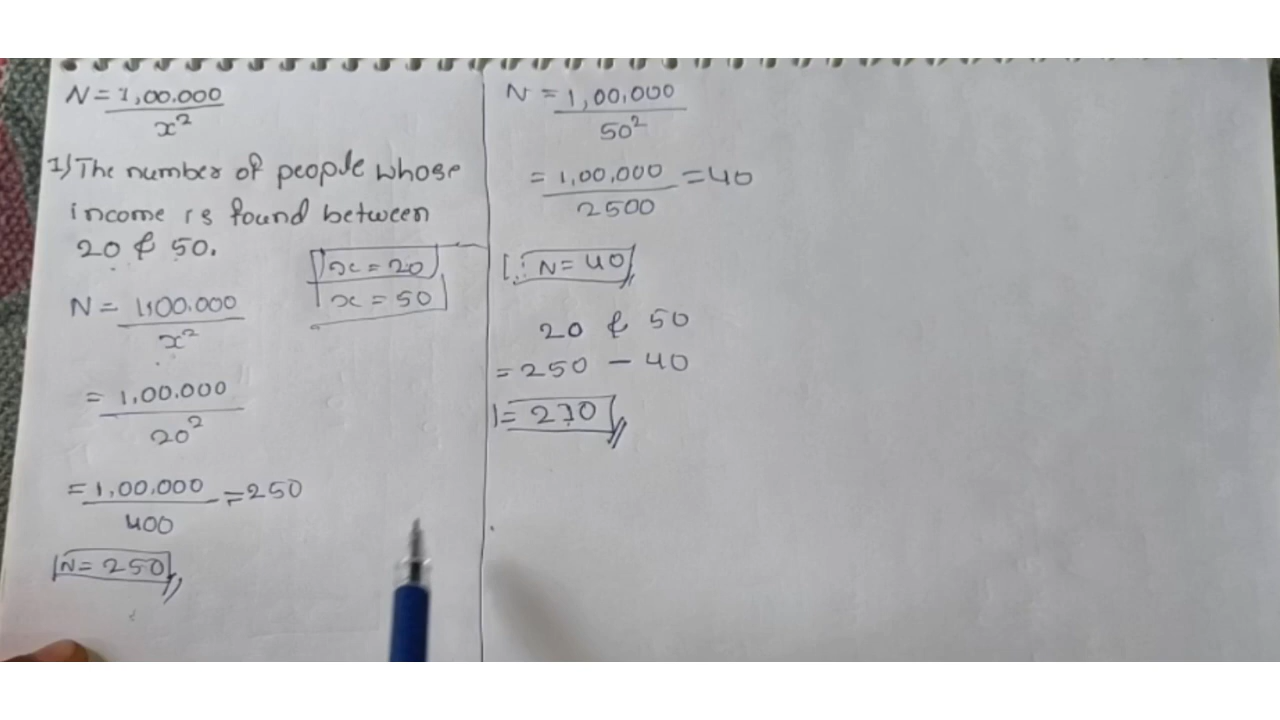 N = 1,00,000
x²
1) The number of people whose
income is found between
20 & 50.
x = 20
x = 50
N = 1,00,000
x²
= 1,00,000
20²
= 1,00,000 = 250
400
N = 250
N = 1,00,000
50²
= 1,00,000 = 40
2500
∴ N = 40
20 & 50
= 250 - 40
= 270